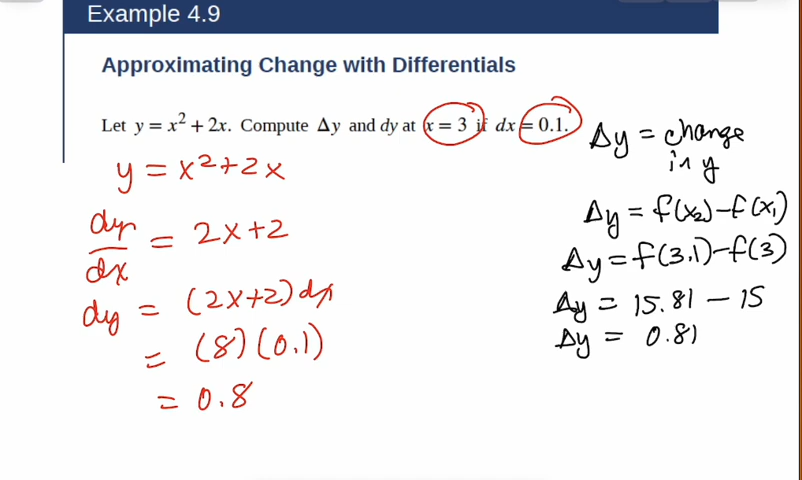 Example 4.9
Approximating Change with Differentials
Let y = x² + 2x. Compute Δy and dy at x = 3 if dx = 0.1.
y = x² + 2x
dy/dx = 2x + 2
dy = (2x+2) dx
= (8)(0.1)
= 0.8
Δy = change
in y
Δy = f(x₂) – f(x₁)
Δy = f(3.1) – f(3)
Δy = 15.81 – 15
Δy = 0.81